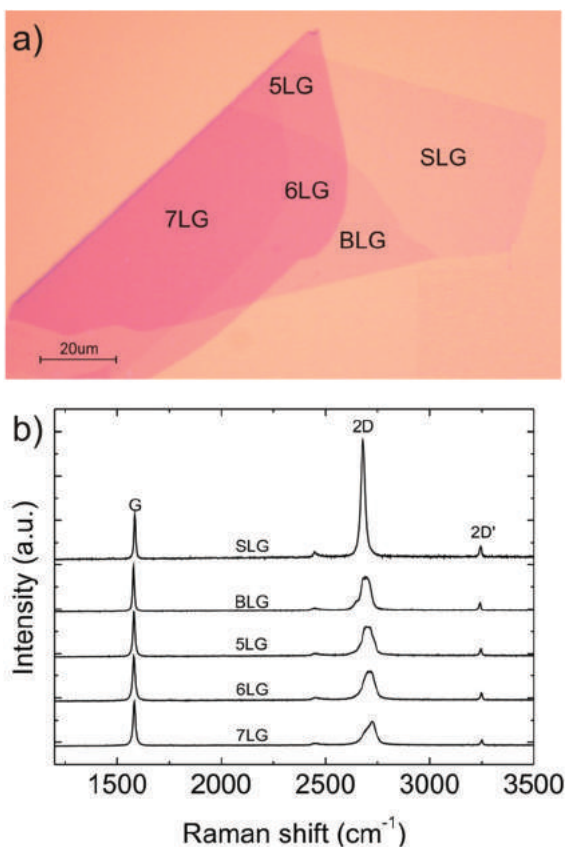 a)
5LG
SLG
6LG
7LG
BLG
20um
b)
2D
G
2D'
SLG
BLG
5LG
6LG
7LG
Intensity (a.u.)
1500 2000 2500 3000 3500
Raman shift (cm⁻¹)